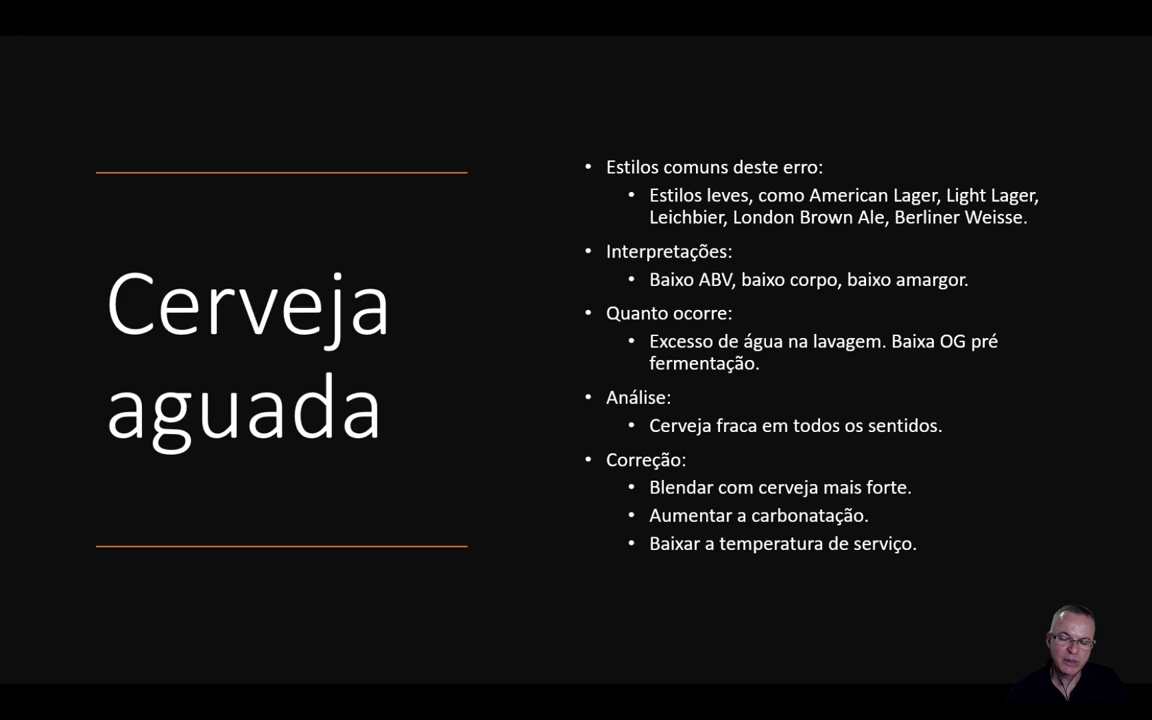 Cerveja
aguada
• Estilos comuns deste erro:
• Estilos leves, como American Lager, Light Lager,
Leichbier, London Brown Ale, Berliner Weisse.
• Interpretações:
• Baixo ABV, baixo corpo, baixo amargor.
• Quanto ocorre:
• Excesso de água na lavagem. Baixa OG pré
fermentação.
• Análise:
• Cerveja fraca em todos os sentidos.
• Correção:
• Blendar com cerveja mais forte.
• Aumentar a carbonatação.
• Baixar a temperatura de serviço.